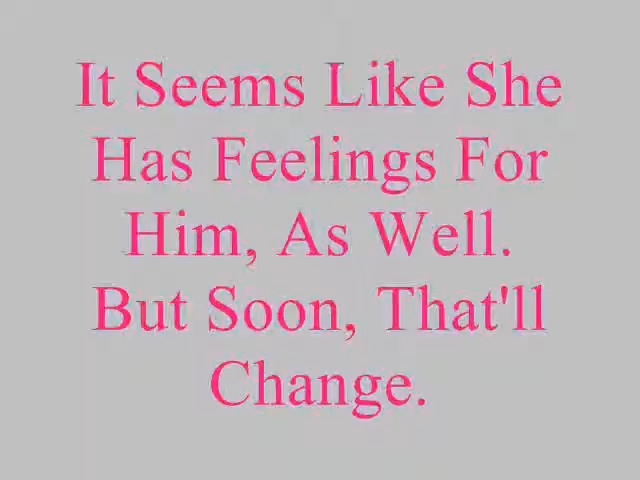 It Seems Like She
Has Feelings For
Him, As Well.
But Soon, That'll
Change.